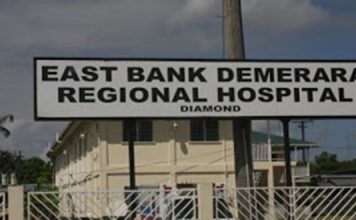 EAST BANK DEMERARA
REGIONAL HOSPITAL
DIAMOND